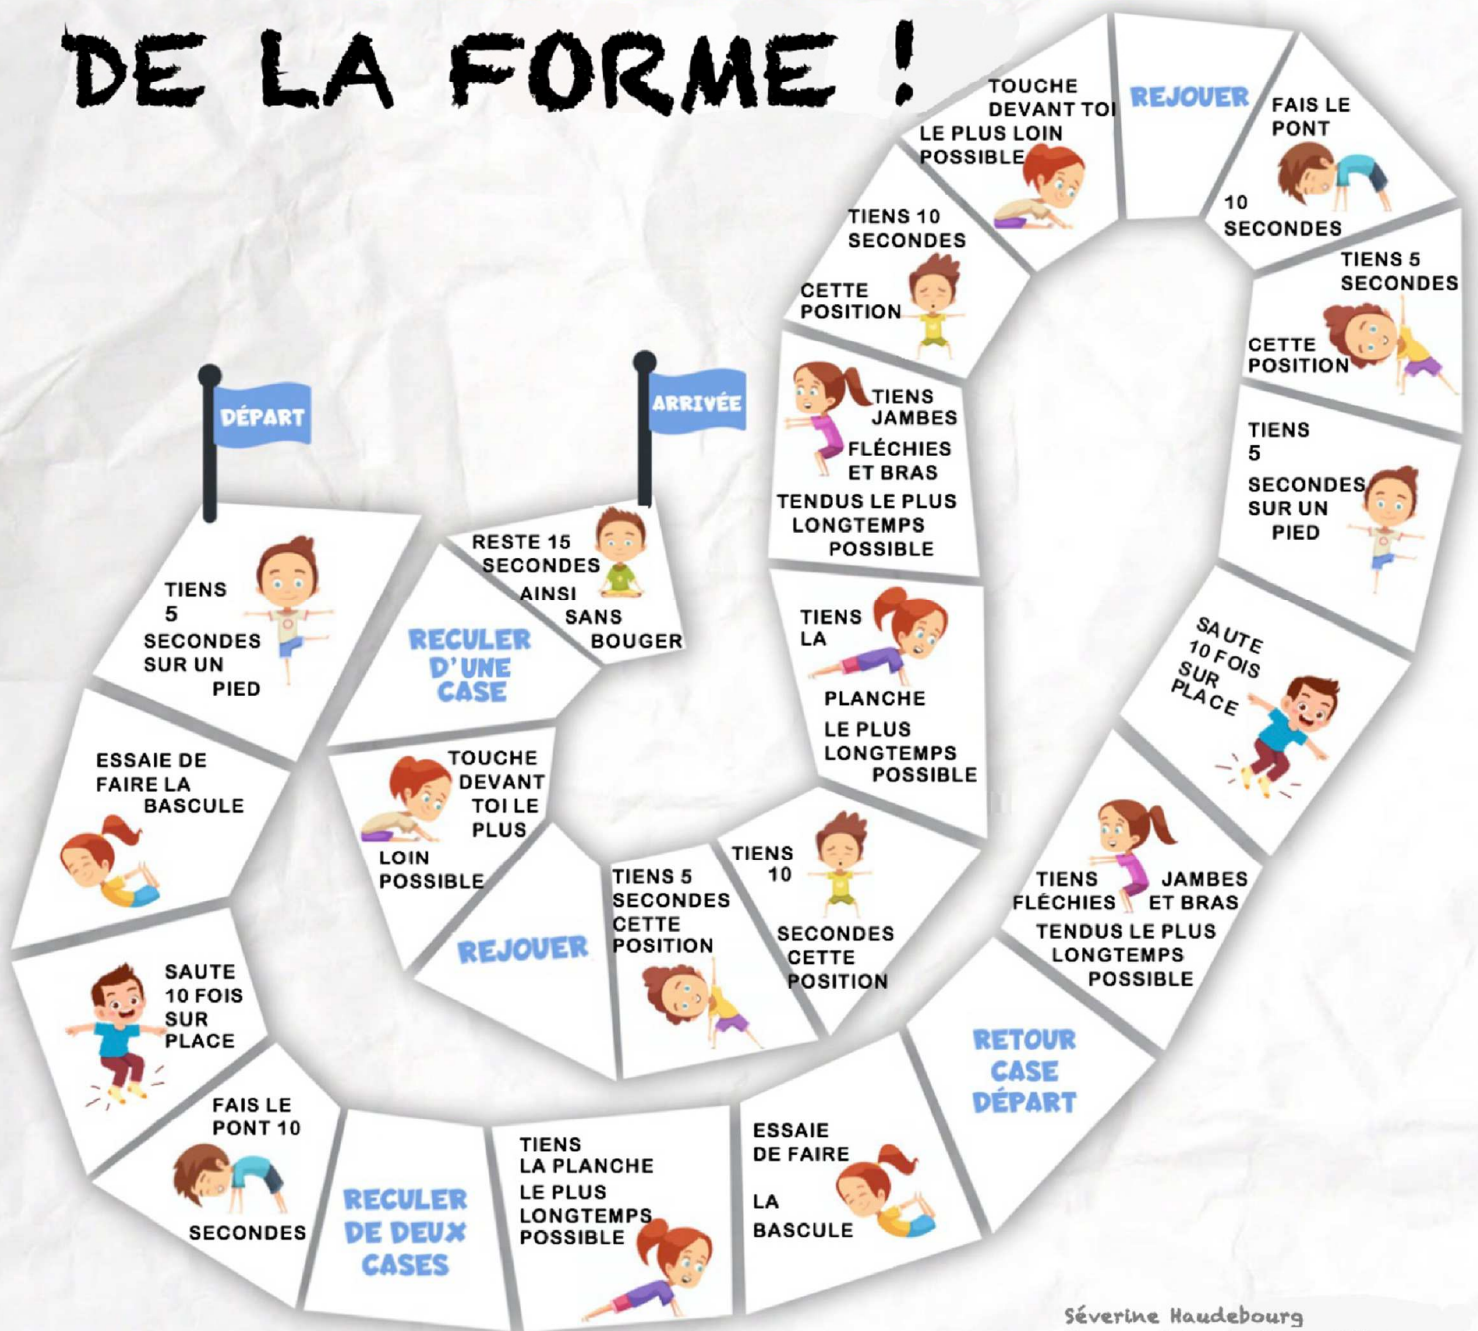 DE LA FORME !
DÉPART
TIENS
5
SECONDES
SUR UN
PIED
ESSAIE DE
FAIRE LA
BASCULE
SAUTE
10 FOIS
SUR
PLACE
FAIS LE
PONT 10
SECONDES
RECULER
DE DEUX
CASES
TIENS
LA PLANCHE
LE PLUS
LONGTEMPS
POSSIBLE
ESSAIE
DE FAIRE
LA
BASCULE
RETOUR
CASE
DÉPART
TIENS JAMBES
FLÉCHIES ET BRAS
TENDUS LE PLUS
LONGTEMPS
POSSIBLE
SAUTE
10 FOIS
SUR
PLACE
TIENS
5
SECONDES
SUR UN
PIED
TIENS 5
SECONDES
CETTE
POSITION
FAIS LE
PONT
10
SECONDES
REJOUER
TOUCHE
DEVANT TOI
LE PLUS LOIN
POSSIBLE
TIENS 10
SECONDES
CETTE
POSITION
TIENS
JAMBES
FLÉCHIES
ET BRAS
TENDUS LE PLUS
LONGTEMPS
POSSIBLE
TIENS
LA
PLANCHE
LE PLUS
LONGTEMPS
POSSIBLE
TIENS
10
SECONDES
CETTE
POSITION
TIENS 5
SECONDES
CETTE
POSITION
REJOUER
TOUCHE
DEVANT
TOI LE
PLUS
LOIN
POSSIBLE
RECULER
D'UNE
CASE
RESTE 15
SECONDES
AINSI
SANS
BOUGER
ARRIVÉE
Séverine Haudebourg